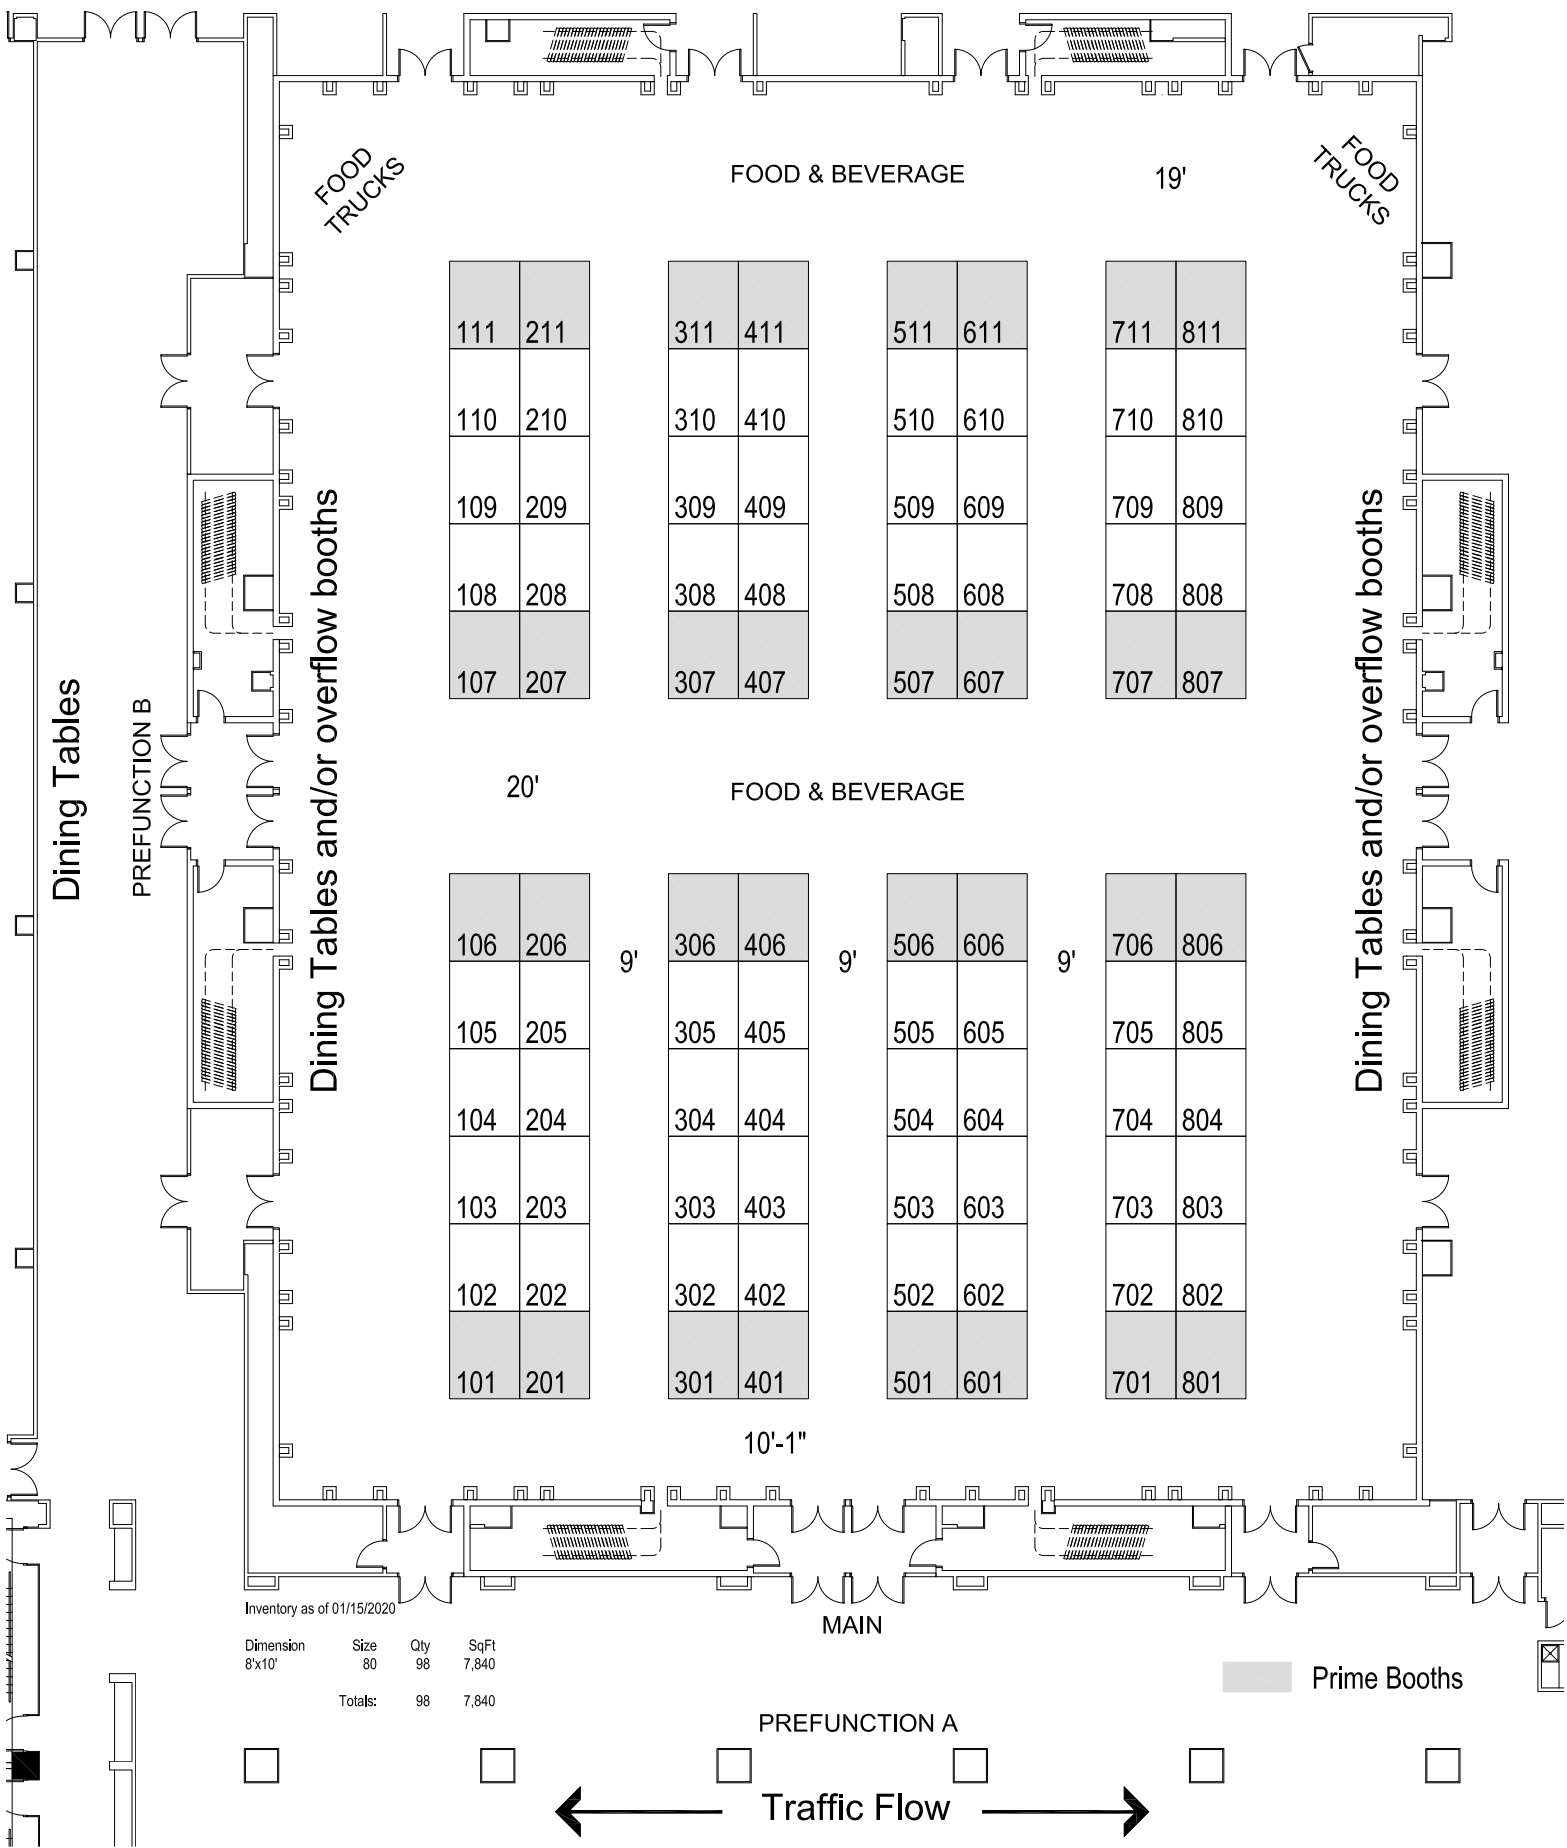 FOOD
TRUCKS
FOOD & BEVERAGE
19'
FOOD
TRUCKS
111 211 311 411 511 611 711 811
110 210 310 410 510 610 710 810
109 209 309 409 509 609 709 809
108 208 308 408 508 608 708 808
107 207 307 407 507 607 707 807
Dining Tables
PREFUNCTION B
Dining Tables and/or overflow booths
Dining Tables and/or overflow booths
20'
FOOD & BEVERAGE
106 206 9' 306 406 9' 506 606 9' 706 806
105 205 305 405 505 605 705 805
104 204 304 404 504 604 704 804
103 203 303 403 503 603 703 803
102 202 302 402 502 602 702 802
101 201 301 401 501 601 701 801
10'-1"
Inventory as of 01/15/2020
MAIN
Dimension Size Qty SqFt
8'x10' 80 98 7,840
Totals: 98 7,840
Prime Booths
PREFUNCTION A
Traffic Flow